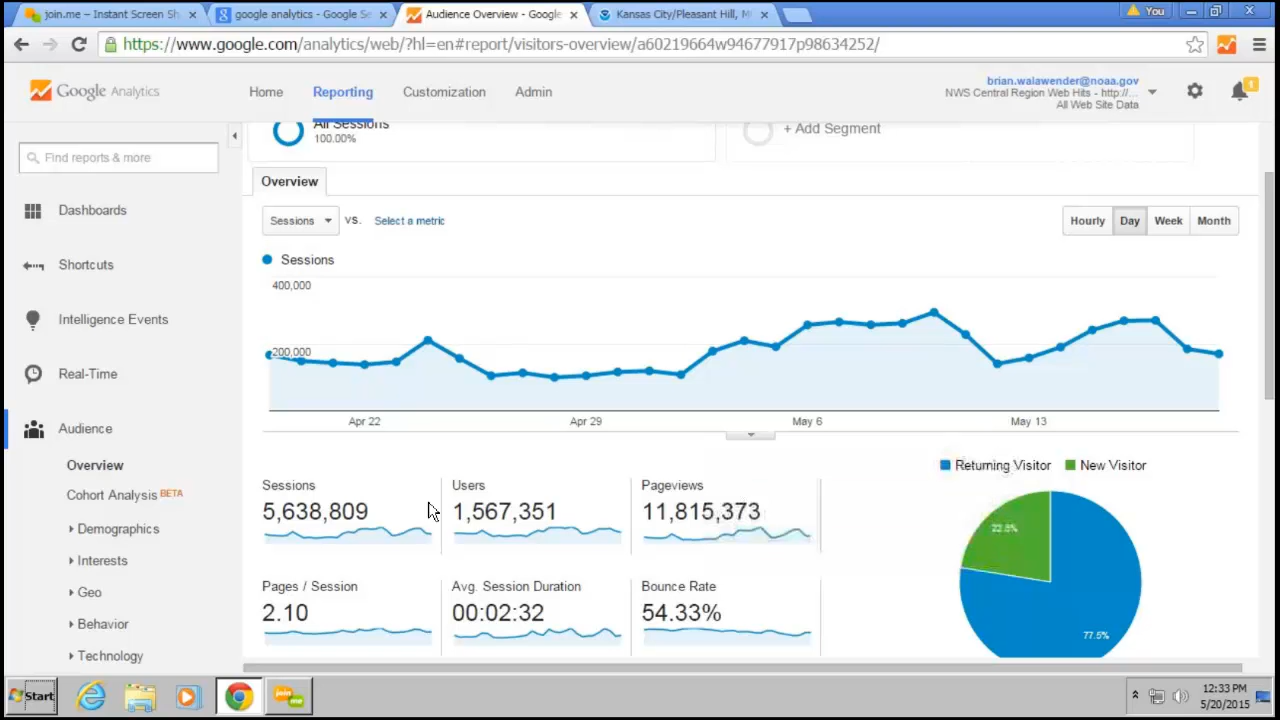 join.me – Instant Screen Sh
google analytics - Google Se
Audience Overview - Google
Kansas City/Pleasant Hill, M
You
https://www.google.com/analytics/web/?hl=en#report/visitors-overview/a60219664w94677917p98634252/
Google Analytics
Home
Reporting
Customization
Admin
brian.walawender@noaa.gov
NWS Central Region Web Hits - http://...
All Web Site Data
1
Find reports & more
Dashboards
Shortcuts
Intelligence Events
Real-Time
Audience
Overview
Cohort Analysis BETA
Demographics
Interests
Geo
Behavior
Technology
All Sessions
100.00%
+ Add Segment
Overview
Sessions
VS.
Select a metric
Hourly
Day
Week
Month
Sessions
400,000
200,000
Apr 22
Apr 29
May 6
May 13
Returning Visitor
New Visitor
Sessions
5,638,809
Users
1,567,351
Pageviews
11,815,373
Pages / Session
2.10
Avg. Session Duration
00:02:32
Bounce Rate
54.33%
77.5%
Start
join me
12:33 PM
5/20/2015